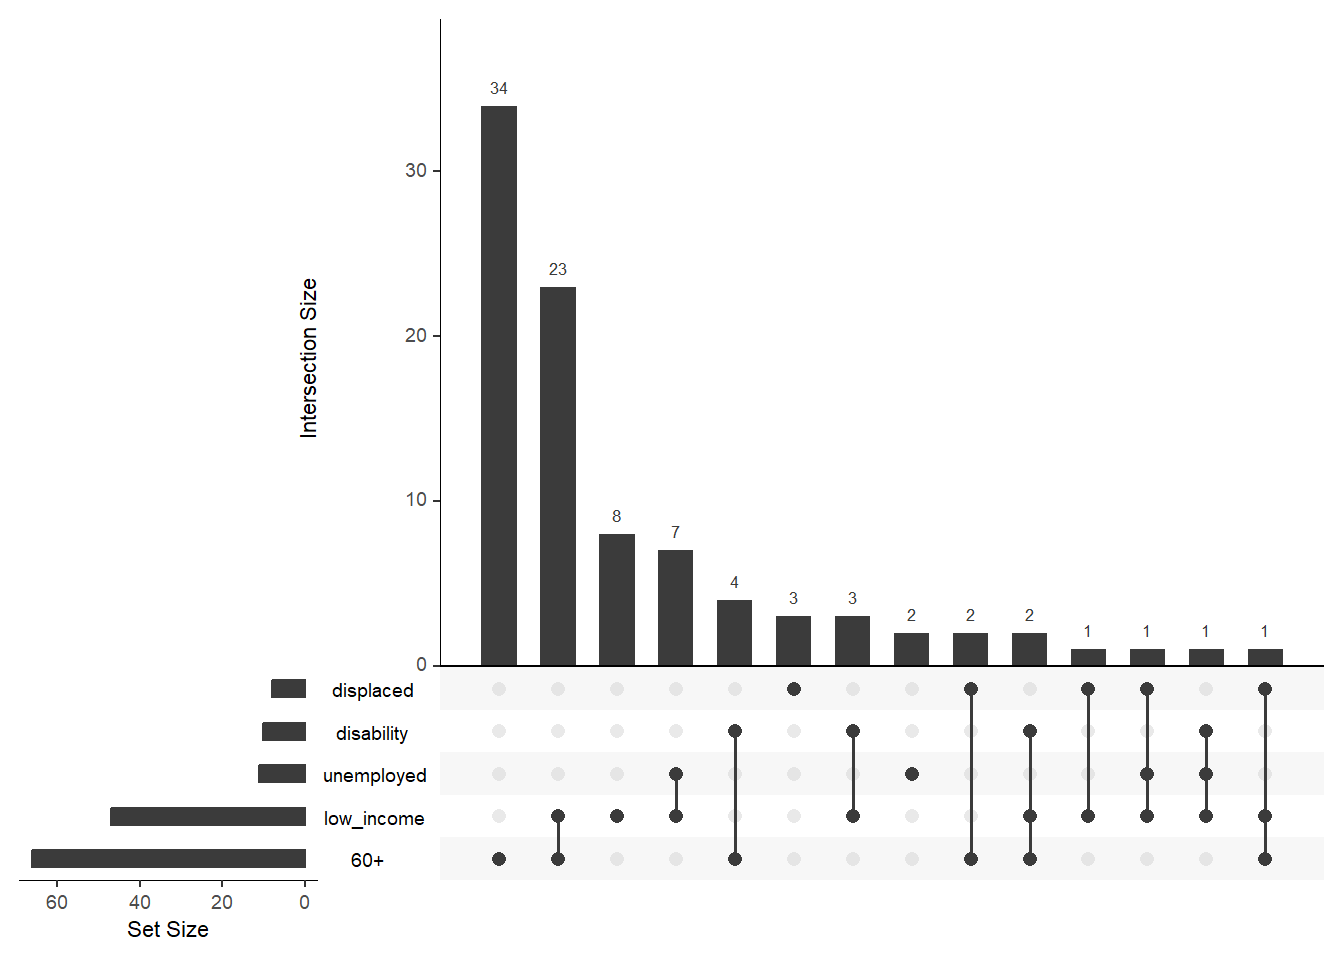 34
23
8
7
4
3
3
2
2
2
1
1
1
1
30
20
10
0
Intersection Size
displaced
disability
unemployed
low_income
60+
60 40 20 0
Set Size